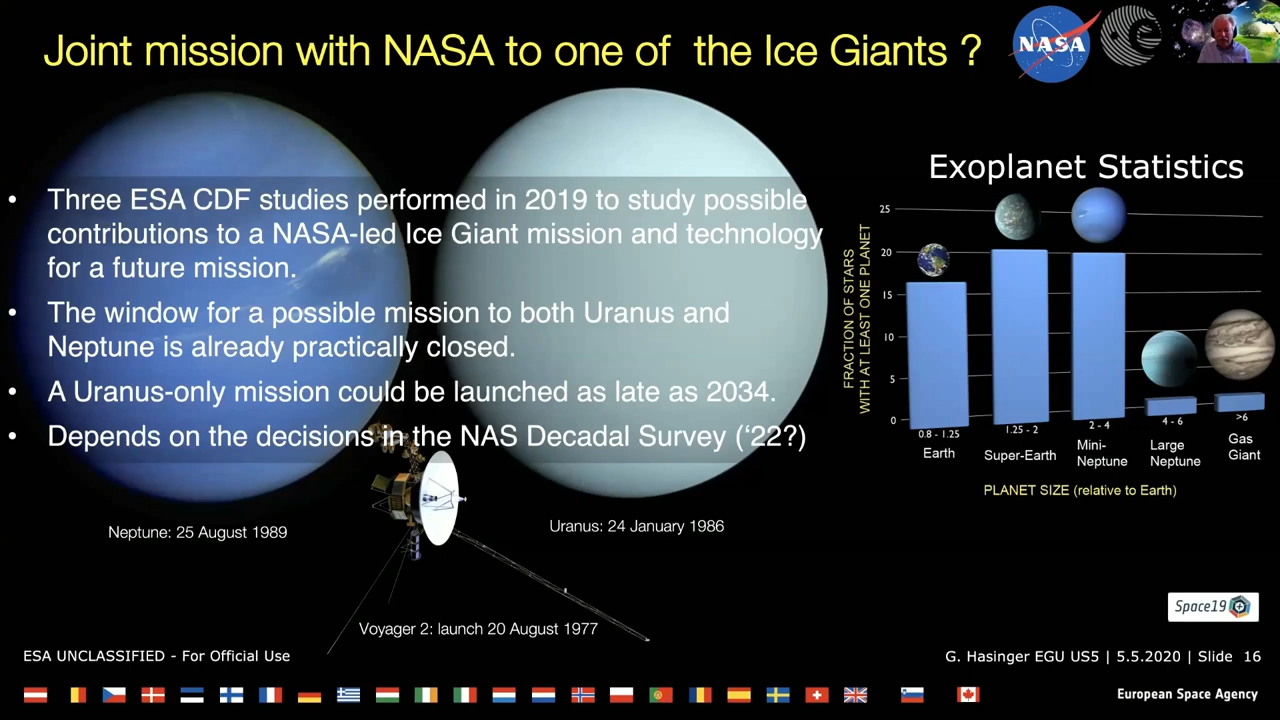 Joint mission with NASA to one of the Ice Giants ?
NASA
esa
• Three ESA CDF studies performed in 2019 to study possible
contributions to a NASA-led Ice Giant mission and technology
for a future mission.
• The window for a possible mission to both Uranus and
Neptune is already practically closed.
• A Uranus-only mission could be launched as late as 2034.
• Depends on the decisions in the NAS Decadal Survey (‘22?)
Neptune: 25 August 1989
Uranus: 24 January 1986
Voyager 2: launch 20 August 1977
Exoplanet Statistics
FRACTION OF STARS
WITH AT LEAST ONE PLANET
25
20
15
10
5
0
0.8 - 1.25
1.25 - 2
2 - 4
4 - 6
>6
Earth
Super-Earth
Mini-
Neptune
Large
Neptune
Gas
Giant
PLANET SIZE (relative to Earth)
Space19
ESA UNCLASSIFIED - For Official Use
G. Hasinger EGU US5 | 5.5.2020 | Slide 16
European Space Agency